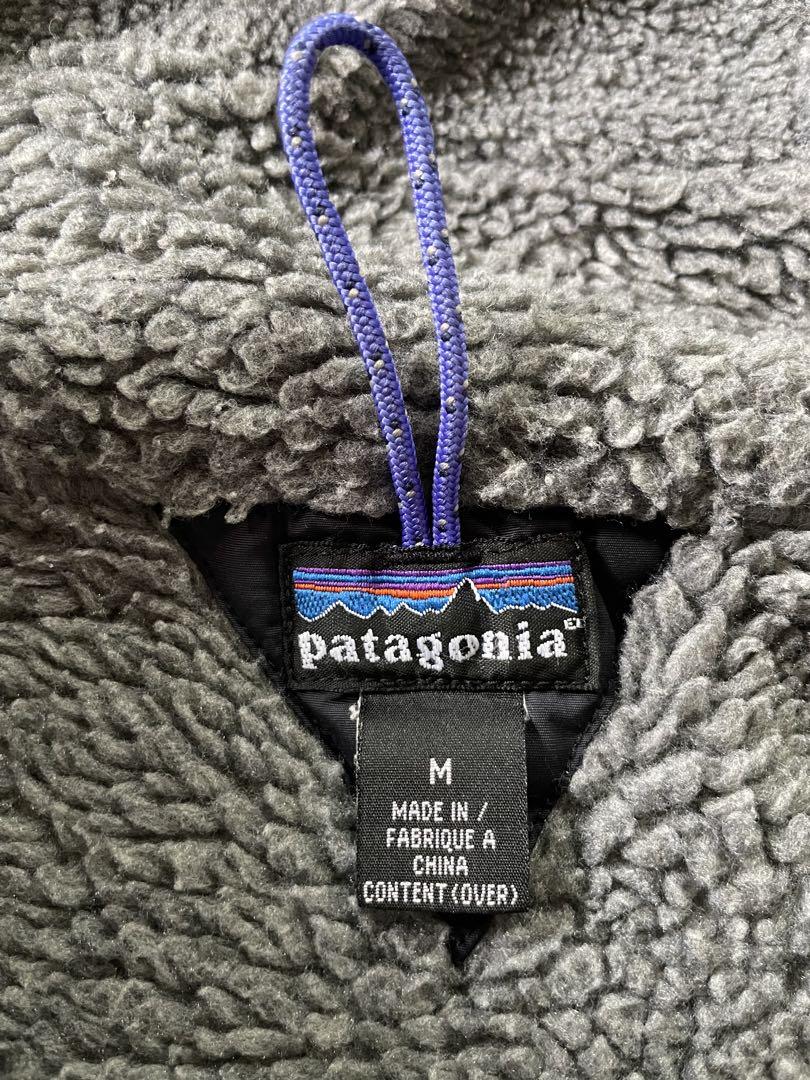 patagonia
M
MADE IN /
FABRIQUE A
CHINA
CONTENT (OVER)